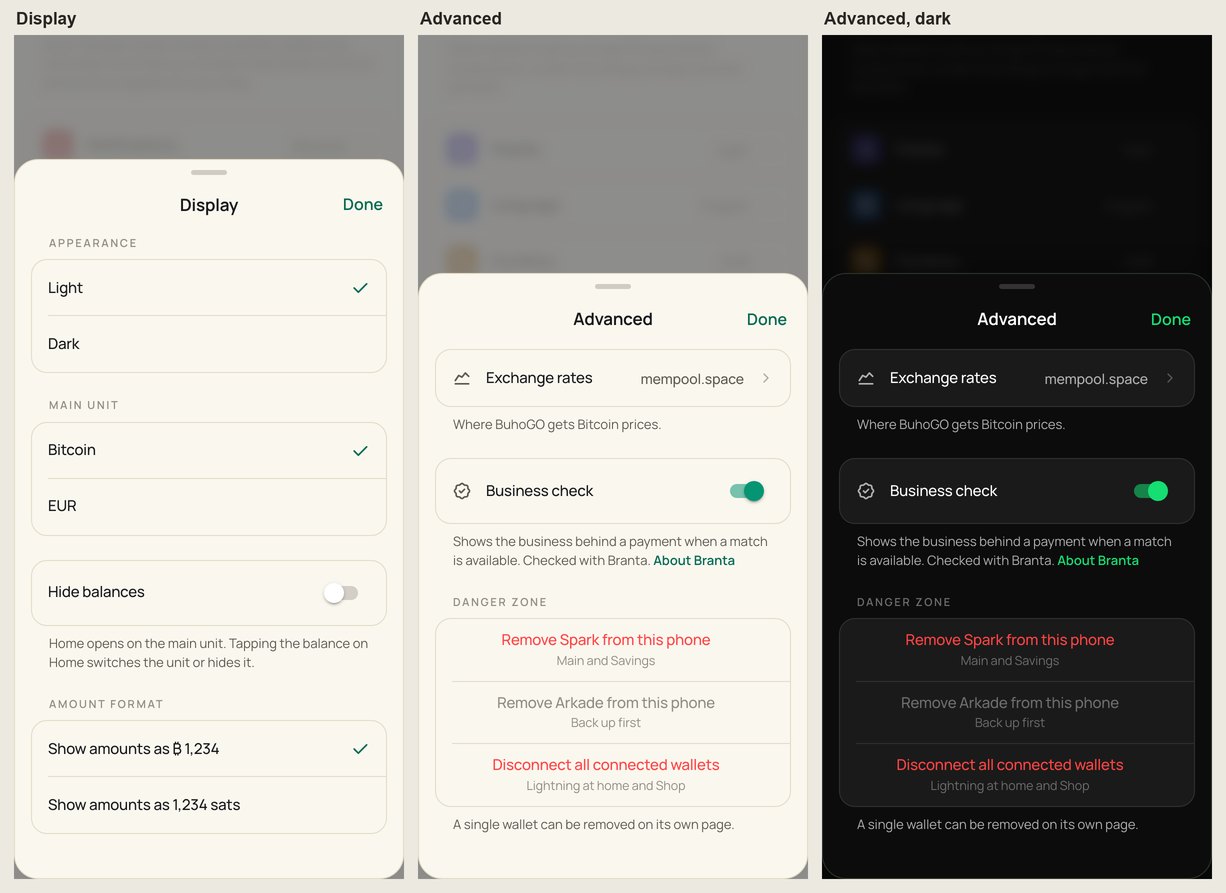 Display
Done
APPEARANCE
Light
Dark
MAIN UNIT
Bitcoin
EUR
Hide balances
Home opens on the main unit. Tapping the balance on
Home switches the unit or hides it.
AMOUNT FORMAT
Show amounts as ₿ 1,234
Show amounts as 1,234 sats
Display
Advanced
Advanced
Done
Exchange rates
mempool.space
Where BuhoGO gets Bitcoin prices.
Business check
Shows the business behind a payment when a match
is available. Checked with Branta. About Branta
DANGER ZONE
Remove Spark from this phone
Main and Savings
Remove Arkade from this phone
Back up first
Disconnect all connected wallets
Lightning at home and Shop
A single wallet can be removed on its own page.
Advanced, dark
Advanced
Done
Exchange rates
mempool.space
Where BuhoGO gets Bitcoin prices.
Business check
Shows the business behind a payment when a match
is available. Checked with Branta. About Branta
DANGER ZONE
Remove Spark from this phone
Main and Savings
Remove Arkade from this phone
Back up first
Disconnect all connected wallets
Lightning at home and Shop
A single wallet can be removed on its own page.